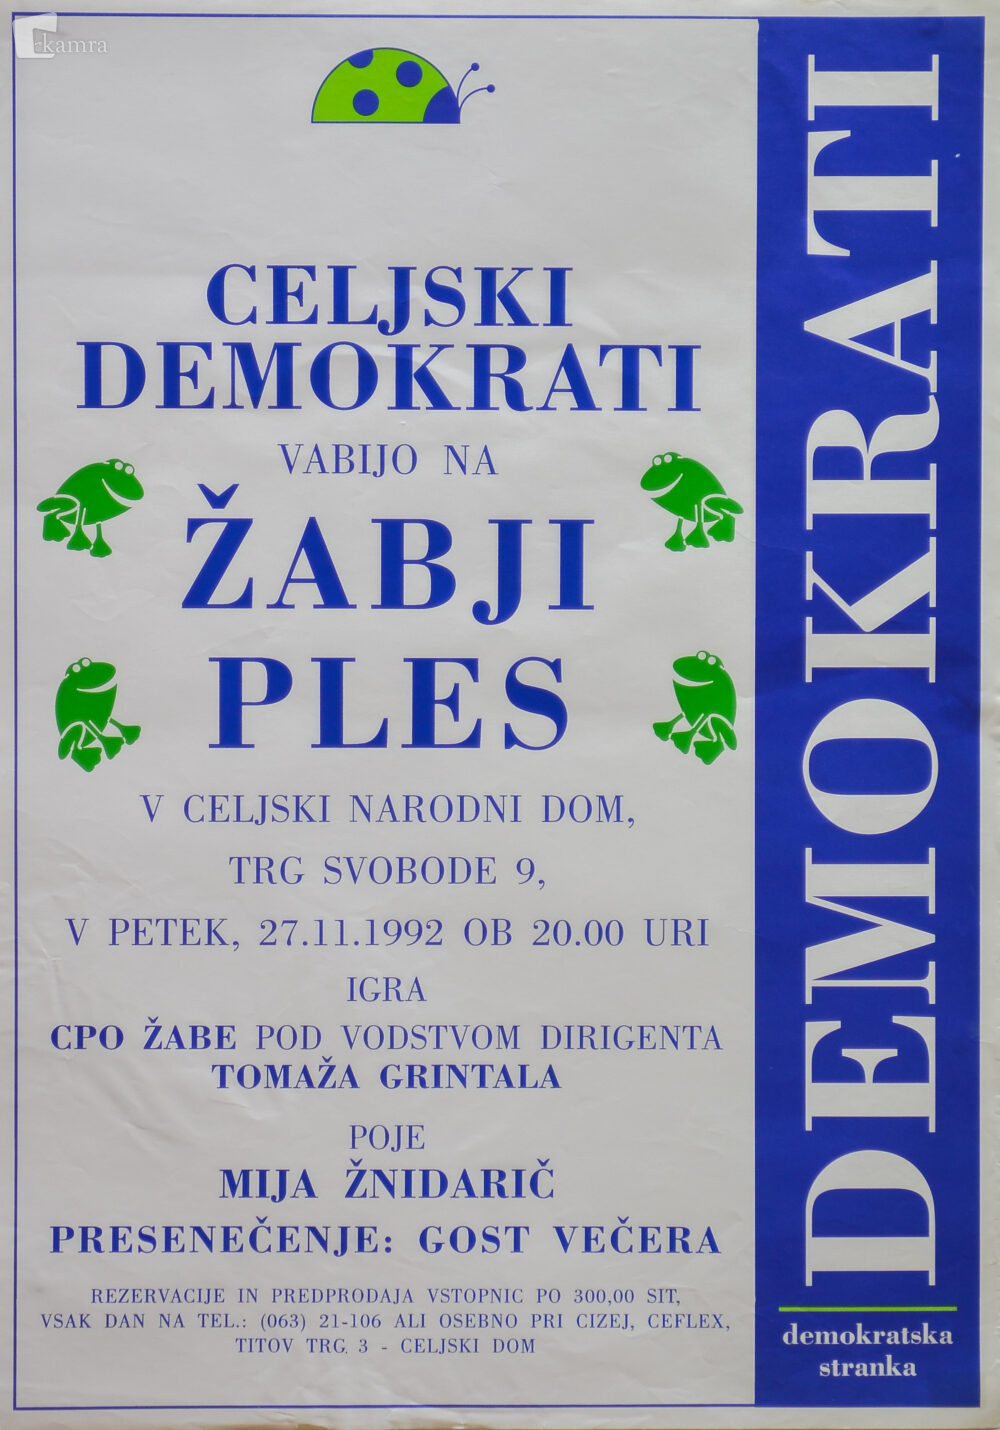 kamra
CELJSKI
DEMOKRATI
VABIJO NA
ŽABJI
PLES
V CELJSKI NARODNI DOM,
TRG SVOBODE 9,
V PETEK, 27.11.1992 OB 20.00 URI
IGRA
CPO ŽABE POD VODSTVOM DIRIGENTA
TOMAŽA GRINTALA
POJE
MIJA ŽNIDARIČ
PRESENEČENJE: GOST VEČERA
REZERVACIJE IN PREDPRODAJA VSTOPNIC PO 300,00 SIT,
VSAK DAN NA TEL.: (063) 21-106 ALI OSEBNO PRI CIZEJ, CEFLEX,
TITOV TRG. 3 - CELJSKI DOM
DEMOKRATI
demokratska
stranka